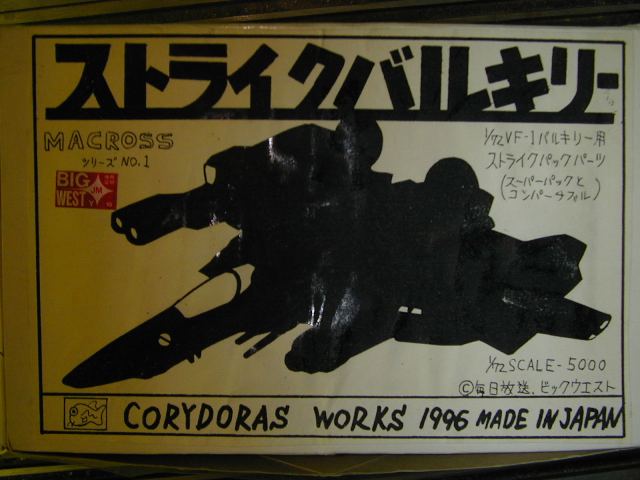 ストライクバルキリー
MACROSS
シリーズ NO.1
BIG
WEST
JM
1/72 VF-1バルキリー用
ストライクパックパーツ
(スーパーパックと
コンパーチブル)
1/72 SCALE-5000
©毎日放送.ビックウエスト
CORYDORAS WORKS 1996 MADE IN JAPAN